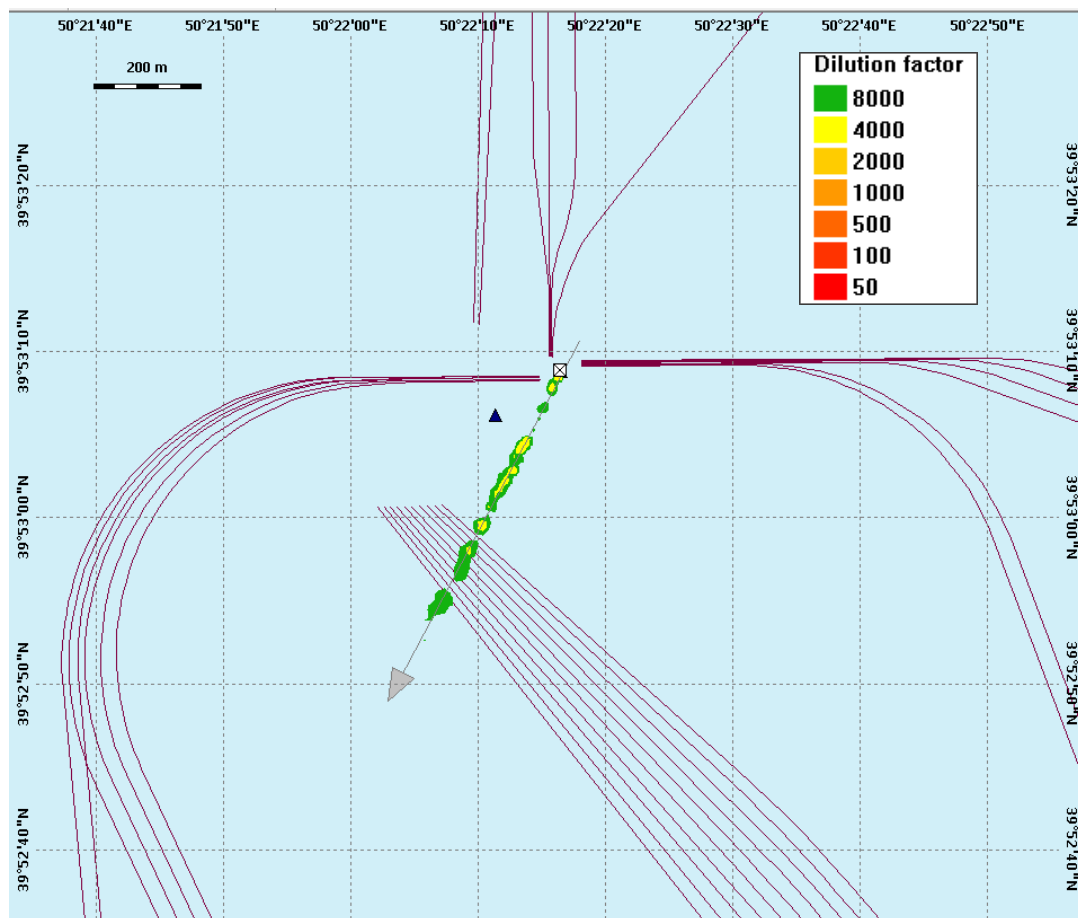 50°21'40"E 50°21'50"E 50°22'00"E 50°22'10"E 50°22'20"E 50°22'30"E 50°22'40"E 50°22'50"E
200 m
Dilution factor
8000
4000
2000
1000
500
100
50
39°53'20"N 39°53'20"N
39°53'10"N 39°53'10"N
39°53'00"N 39°53'00"N
39°52'50"N 39°52'50"N
39°52'40"N 39°52'40"N